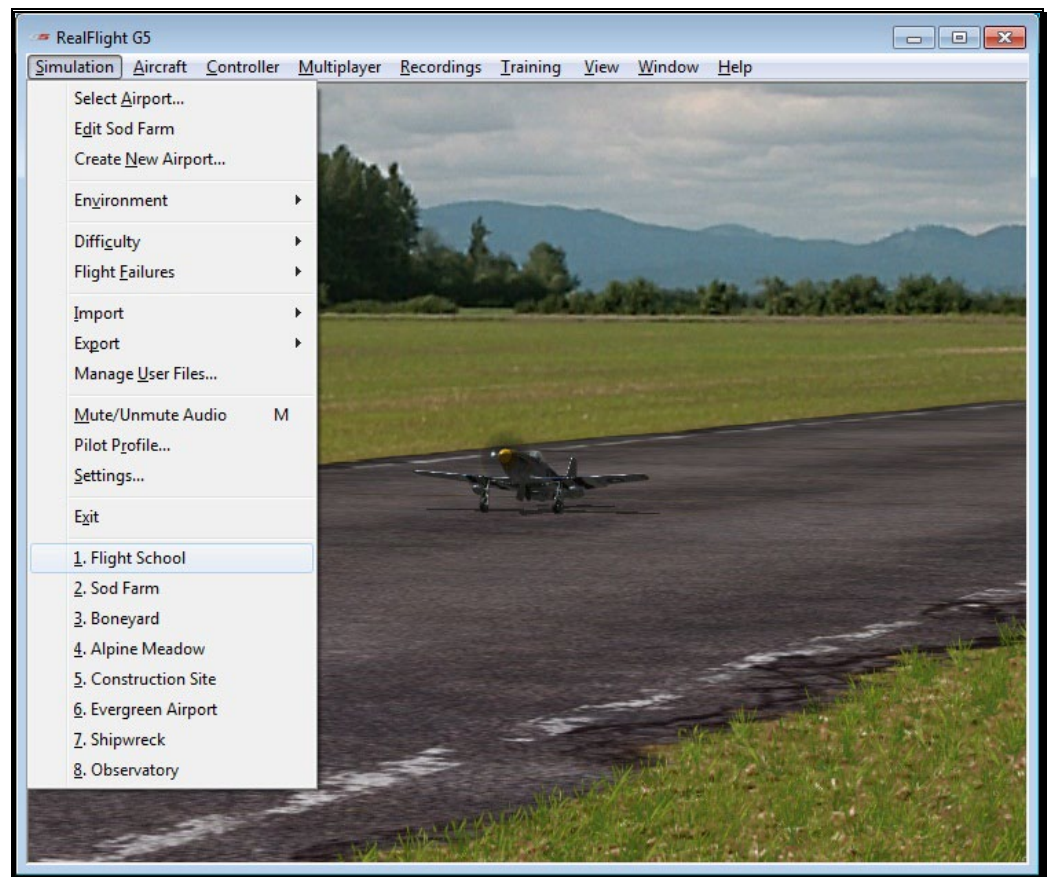 RealFlight G5
Simulation Aircraft Controller Multiplayer Recordings Training View Window Help
Select Airport...
Edit Sod Farm
Create New Airport...
Environment
Difficulty
Flight Failures
Import
Export
Manage User Files...
Mute/Unmute Audio M
Pilot Profile...
Settings...
Exit
1. Flight School
2. Sod Farm
3. Boneyard
4. Alpine Meadow
5. Construction Site
6. Evergreen Airport
7. Shipwreck
8. Observatory